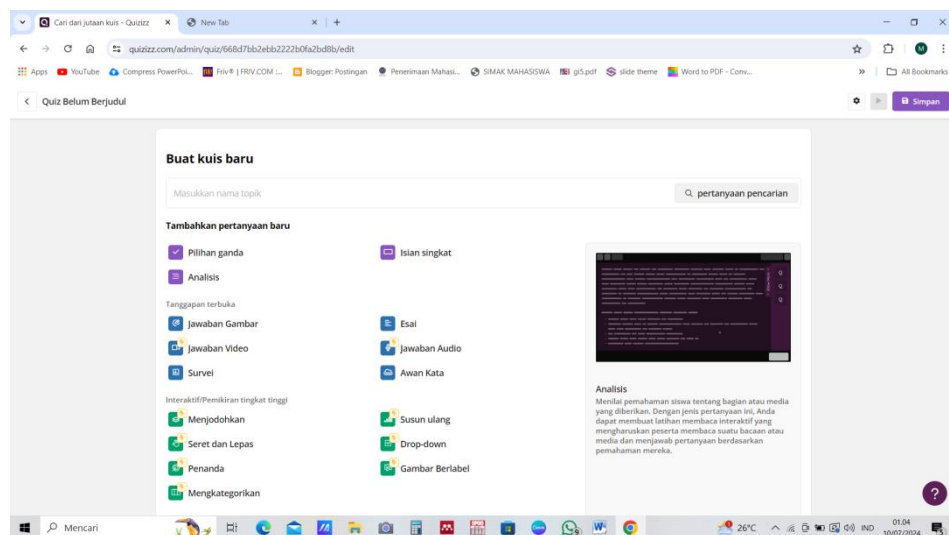 Cari dari jutaan kuis - Quizizz
New Tab
quizizz.com/admin/quiz/668d7bb2ebb2222b0fa2bd8b/edit
M
Apps YouTube Compress PowerPoi... Friv® | FRIV.COM :... Blogger: Postingan Penerimaan Mahasi... SIMAK MAHASISWA gi5.pdf slide theme Word to PDF - Conv... All Bookmarks
Quiz Belum Berjudul
Simpan
Buat kuis baru
Masukkan nama topik
pertanyaan pencarian
Tambahkan pertanyaan baru
Pilihan ganda
Isian singkat
Analisis
Tanggapan terbuka
Jawaban Gambar
Esai
Jawaban Video
Jawaban Audio
Survei
Awan Kata
Interaktif/Pemikiran tingkat tinggi
Menjodohkan
Susun ulang
Seret dan Lepas
Drop-down
Penanda
Gambar Berlabel
Mengkategorikan
Analisis
Menilai pemahaman siswa tentang bagian atau media
yang diberikan. Dengan jenis pertanyaan ini, Anda
dapat membuat latihan membaca interaktif yang
mengharuskan peserta membaca suatu bacaan atau
media dan menjawab pertanyaan berdasarkan
pemahaman mereka.
?
Mencari
26°C
IND
01.04
10/07/2024